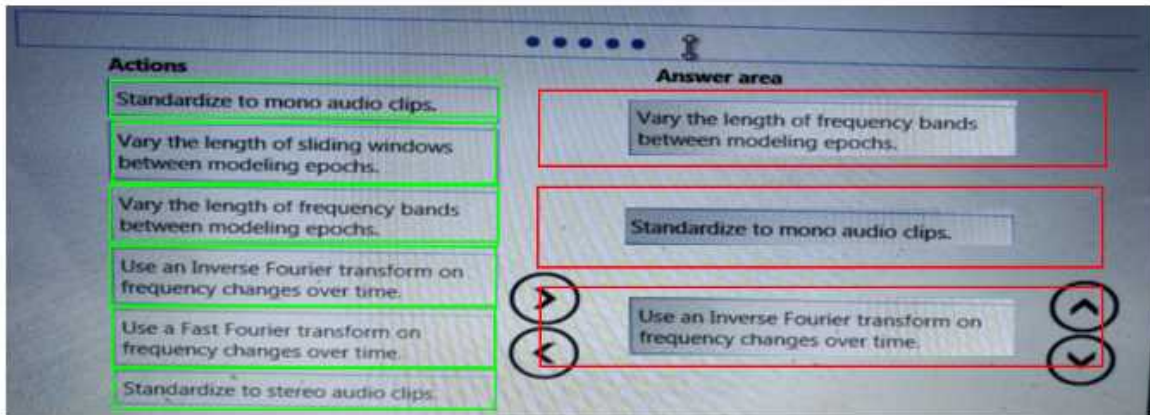 Actions
Standardize to mono audio clips.
Vary the length of sliding windows
between modeling epochs.
Vary the length of frequency bands
between modeling epochs.
Use an Inverse Fourier transform on
frequency changes over time.
Use a Fast Fourier transform on
frequency changes over time.
Standardize to stereo audio clips.
Answer area
Vary the length of frequency bands
between modeling epochs.
Standardize to mono audio clips.
Use an Inverse Fourier transform on
frequency changes over time.